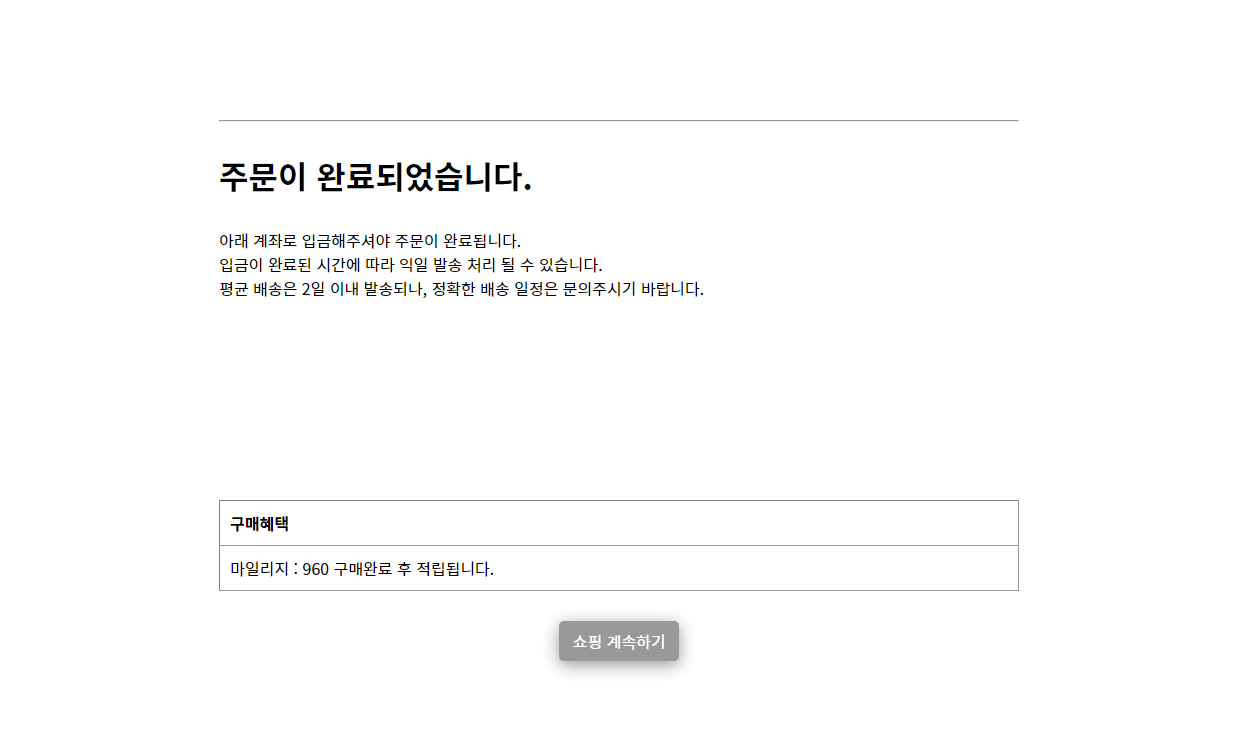 주문이 완료되었습니다.
아래 계좌로 입금해주셔야 주문이 완료됩니다.
입금이 완료된 시간에 따라 익일 발송 처리 될 수 있습니다.
평균 배송은 2일 이내 발송되나, 정확한 배송 일정은 문의주시기 바랍니다.
구매혜택
마일리지 : 960 구매완료 후 적립됩니다.
쇼핑 계속하기